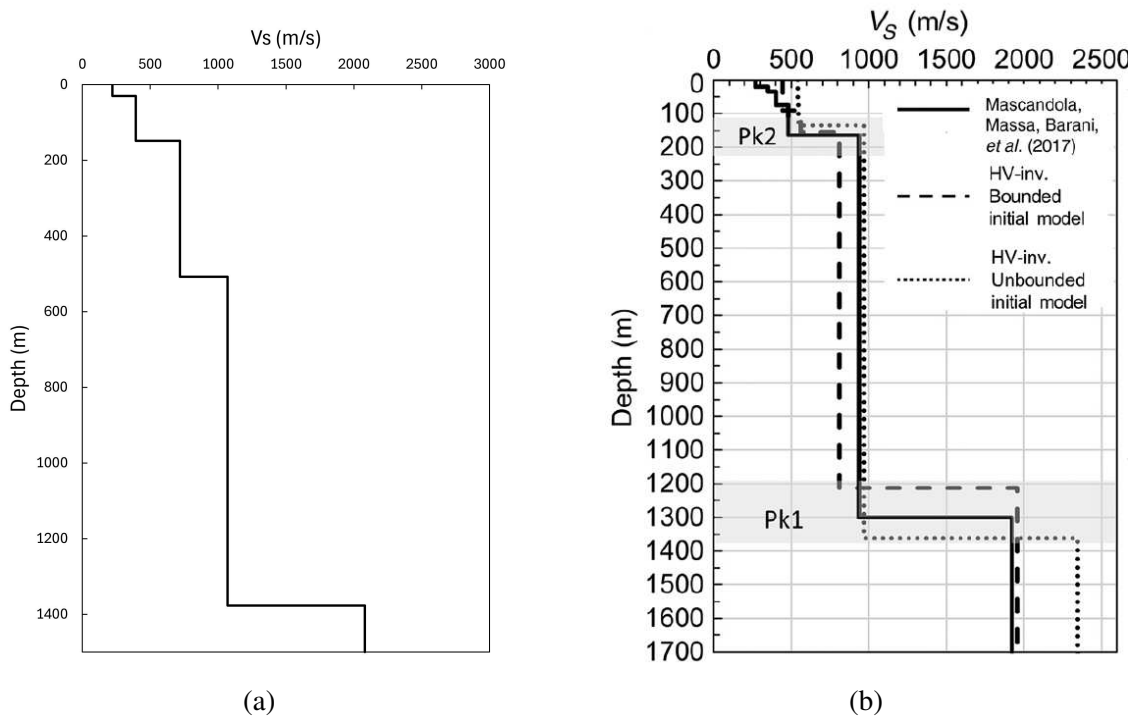 Vs (m/s)
0 500 1000 1500 2000 2500 3000
0
200
400
600
800
1000
1200
1400
Depth (m)
(a)
VS (m/s)
0 500 1000 1500 2000 2500
0
100
200
300
400
500
600
700
800
900
1000
1100
1200
1300
1400
1500
1600
1700
Depth (m)
Pk2
Pk1
Mascandola,
Massa, Barani,
et al. (2017)
HV-inv.
Bounded
initial model
HV-inv.
Unbounded
initial model
(b)